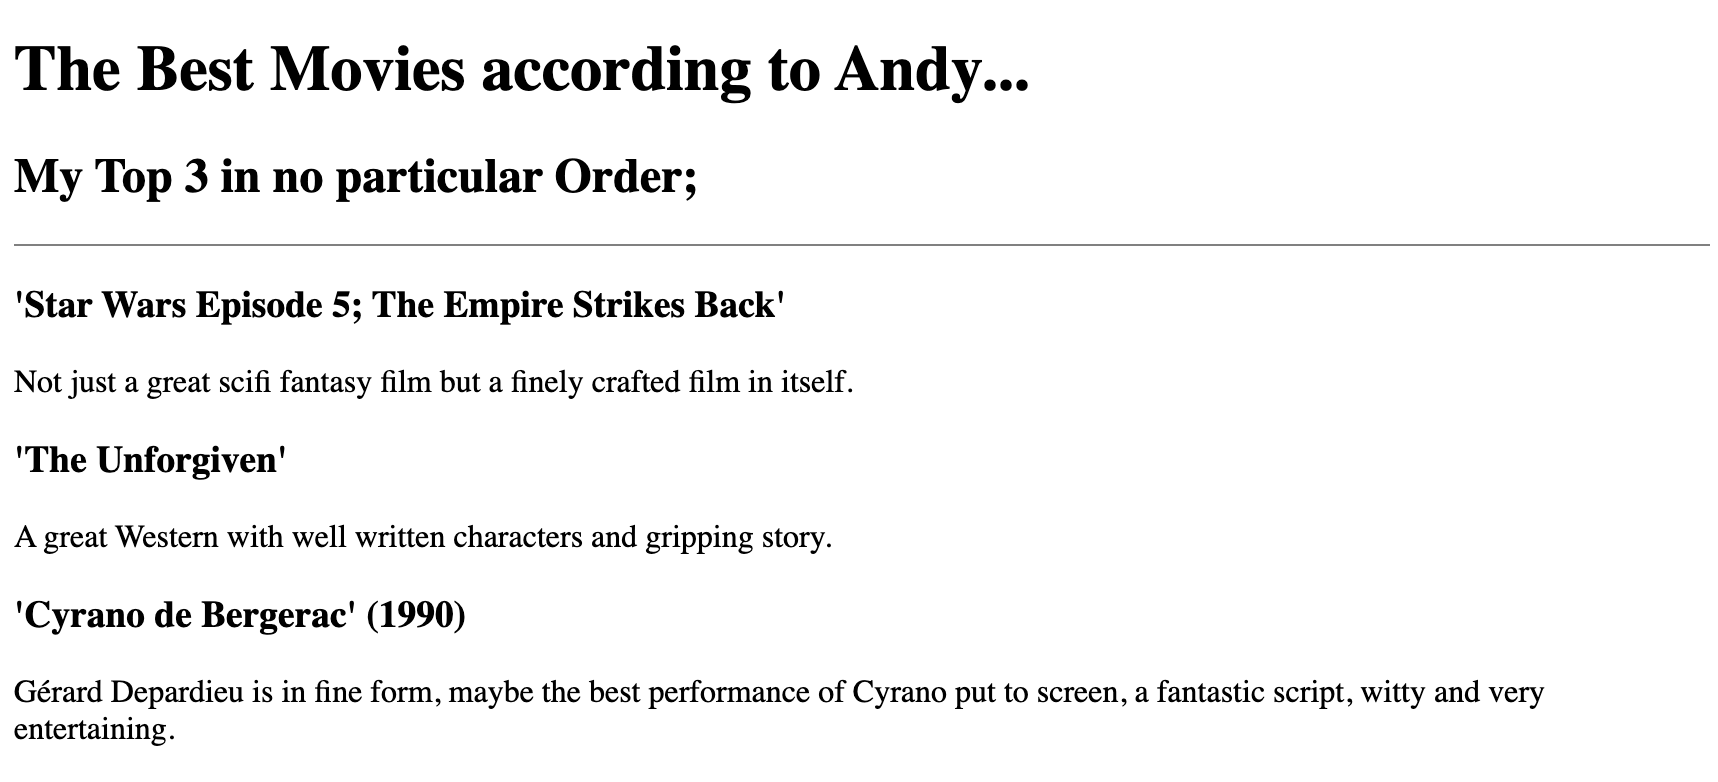 The Best Movies according to Andy...
My Top 3 in no particular Order;
'Star Wars Episode 5; The Empire Strikes Back'
Not just a great scifi fantasy film but a finely crafted film in itself.
'The Unforgiven'
A great Western with well written characters and gripping story.
'Cyrano de Bergerac' (1990)
Gérard Depardieu is in fine form, maybe the best performance of Cyrano put to screen, a fantastic script, witty and very
entertaining.